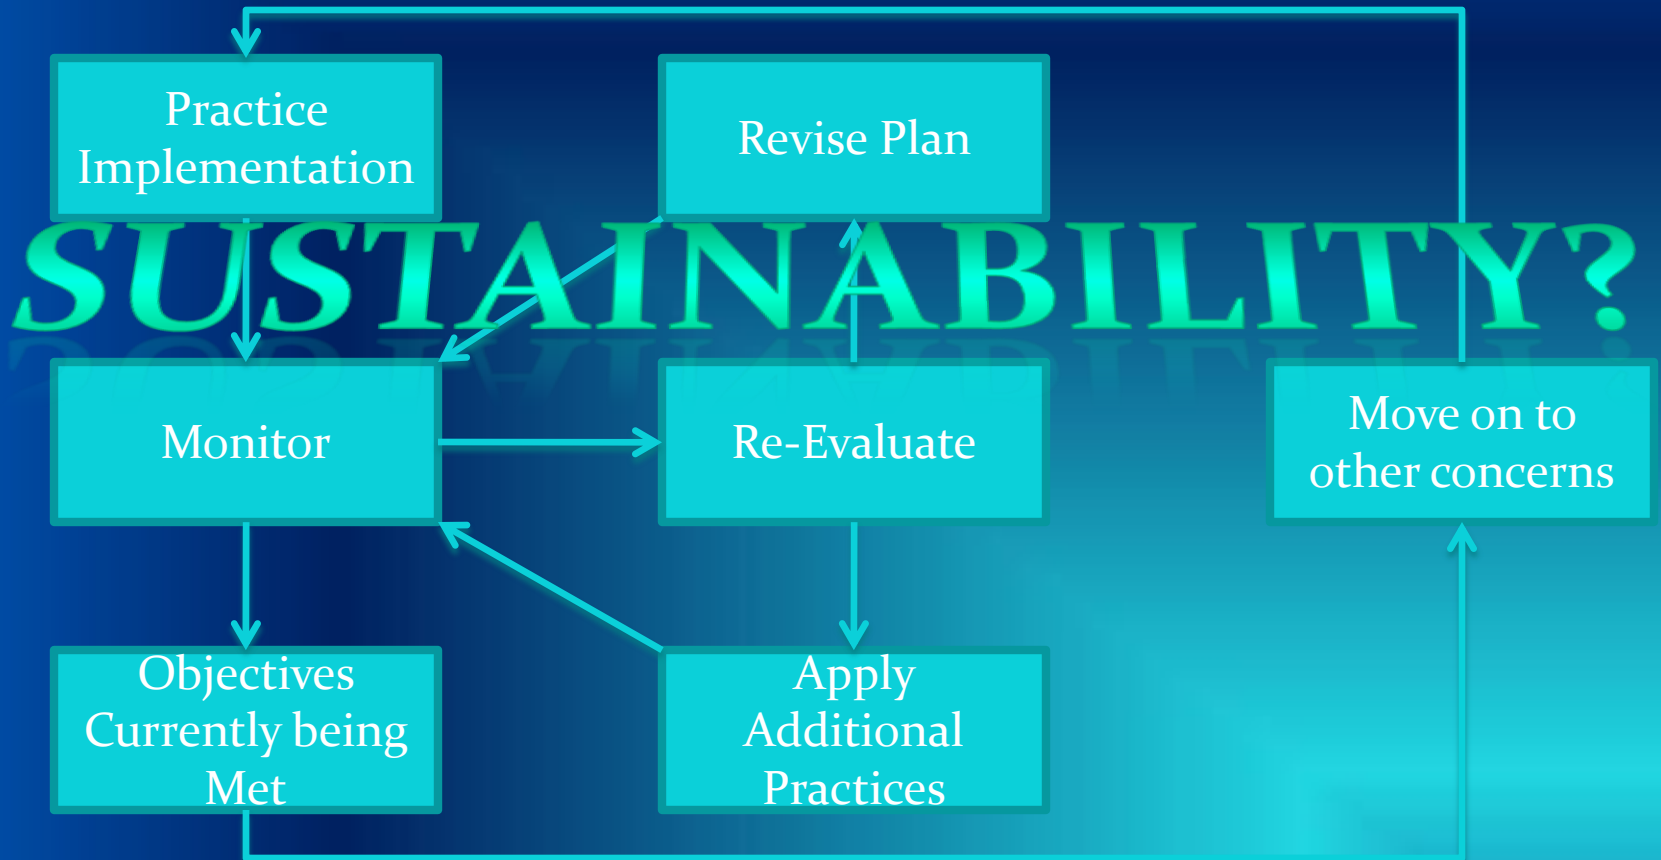 Practice
Implementation
Revise Plan
SUSTAINABILITY?
Monitor
Re-Evaluate
Move on to
other concerns
Objectives
Currently being
Met
Apply
Additional
Practices